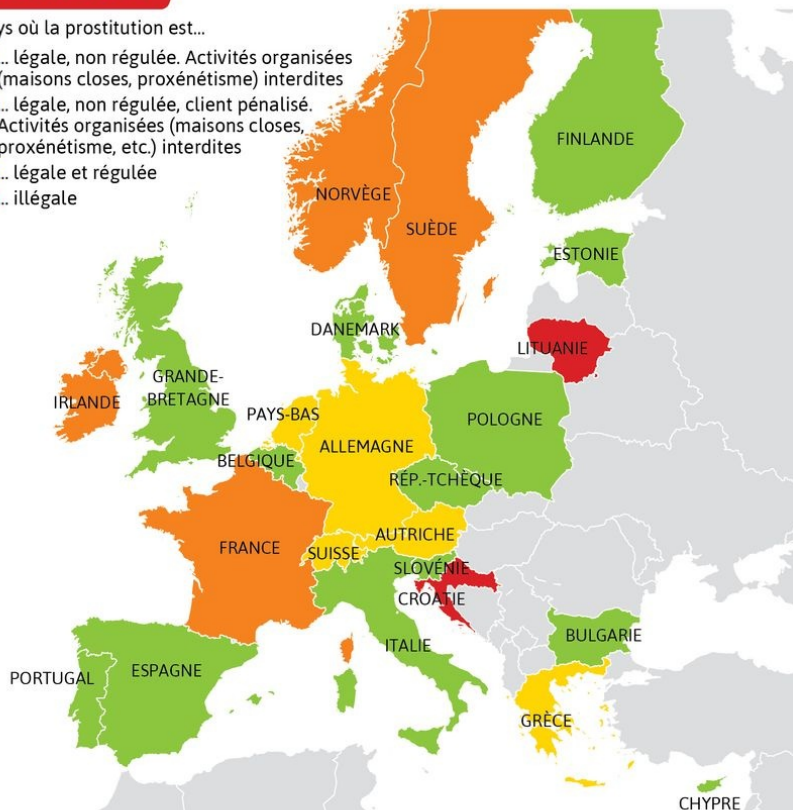 ys où la prostitution est...
... légale, non régulée. Activités organisées
(maisons closes, proxénétisme) interdites
... légale, non régulée, client pénalisé.
Activités organisées (maisons closes,
proxénétisme, etc.) interdites
... légale et régulée
... illégale
FINLANDE
NORVÈGE
SUÈDE
ESTONIE
DANEMARK
LITUANIE
GRANDE-
BRETAGNE
IRLANDE
PAYS-BAS
POLOGNE
ALLEMAGNE
BELGIQUE
RÉP.-TCHÈQUE
AUTRICHE
FRANCE
SUISSE
SLOVÉNIE
CROATIE
BULGARIE
ITALIE
ESPAGNE
PORTUGAL
GRÈCE
CHYPRE